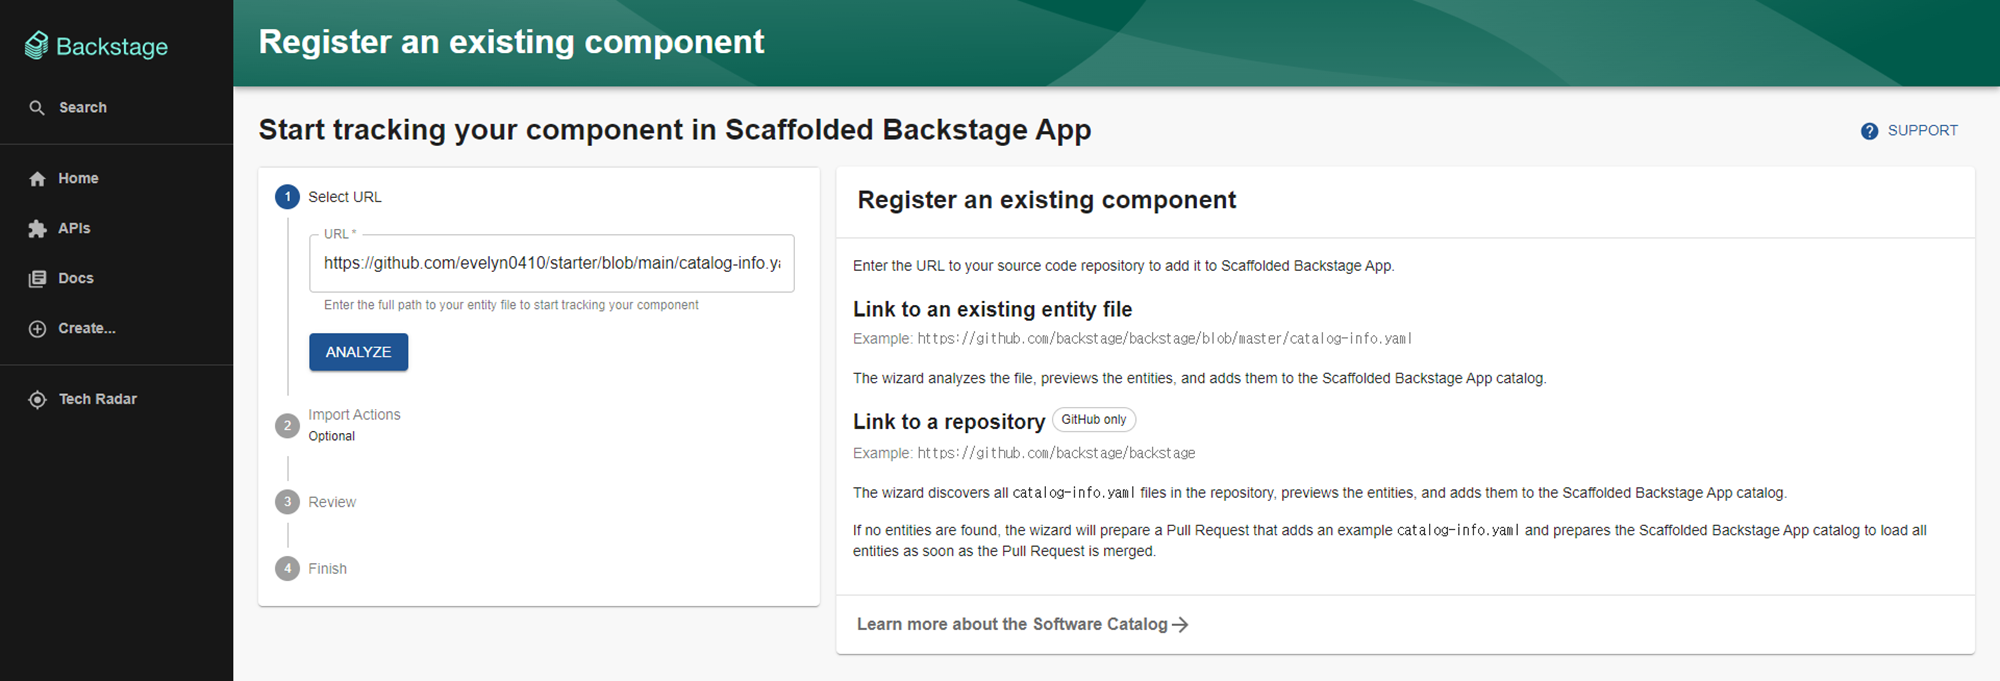 Backstage
Search
Home
APIs
Docs
Create...
Tech Radar
Register an existing component
Start tracking your component in Scaffolded Backstage App
SUPPORT
1 Select URL
URL *
https://github.com/evelyn0410/starter/blob/main/catalog-info.y
Enter the full path to your entity file to start tracking your component
ANALYZE
2 Import Actions
Optional
3 Review
4 Finish
Register an existing component
Enter the URL to your source code repository to add it to Scaffolded Backstage App.
Link to an existing entity file
Example: https://github.com/backstage/backstage/blob/master/catalog-info.yaml
The wizard analyzes the file, previews the entities, and adds them to the Scaffolded Backstage App catalog.
Link to a repository GitHub only
Example: https://github.com/backstage/backstage
The wizard discovers all catalog-info.yaml files in the repository, previews the entities, and adds them to the Scaffolded Backstage App catalog.
If no entities are found, the wizard will prepare a Pull Request that adds an example catalog-info.yaml and prepares the Scaffolded Backstage App catalog to load all
entities as soon as the Pull Request is merged.
Learn more about the Software Catalog